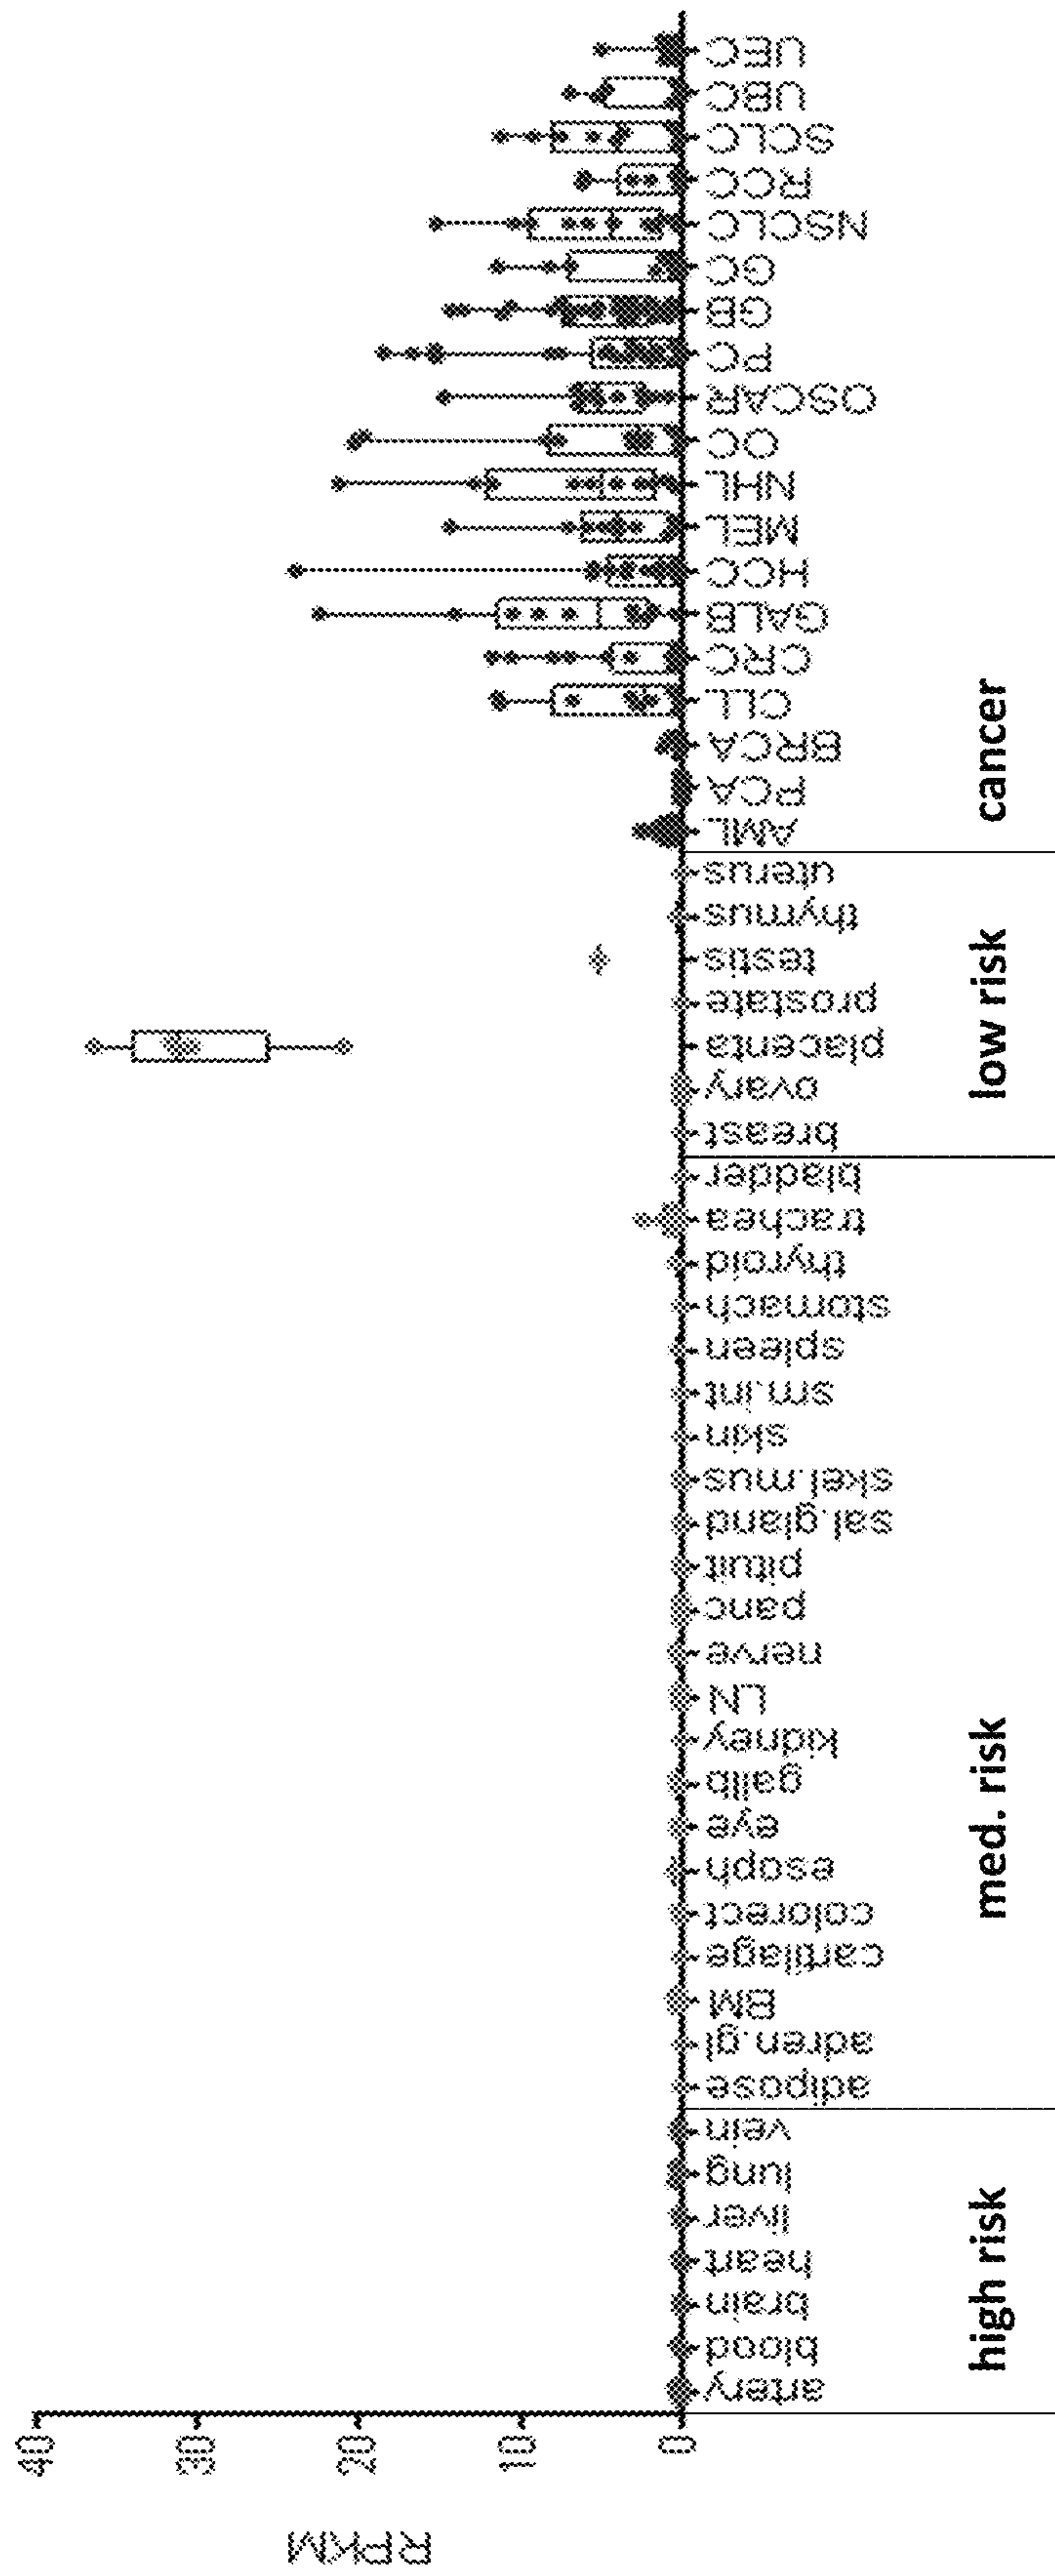 RPKM
40
30
20
10
0
artery
blood
brain
heart
liver
lung
vein
adipose
adren.gl
BM
cartilage
colorect
esoph
eye
gallb
kidney
LN
nerve
panc
pituit
sal.gland
skel.mus
skin
sm.int
spleen
stomach
thyroid
trachea
bladder
breast
ovary
placenta
prostate
testis
thymus
uterus
AML
PCA
BRCA
CLL
CRC
GALB
HCC
MEL
NHL
OC
OSCAR
PC
GB
GC
NSCLC
RCC
SCLC
UBC
UEC
high risk
med. risk
low risk
cancer